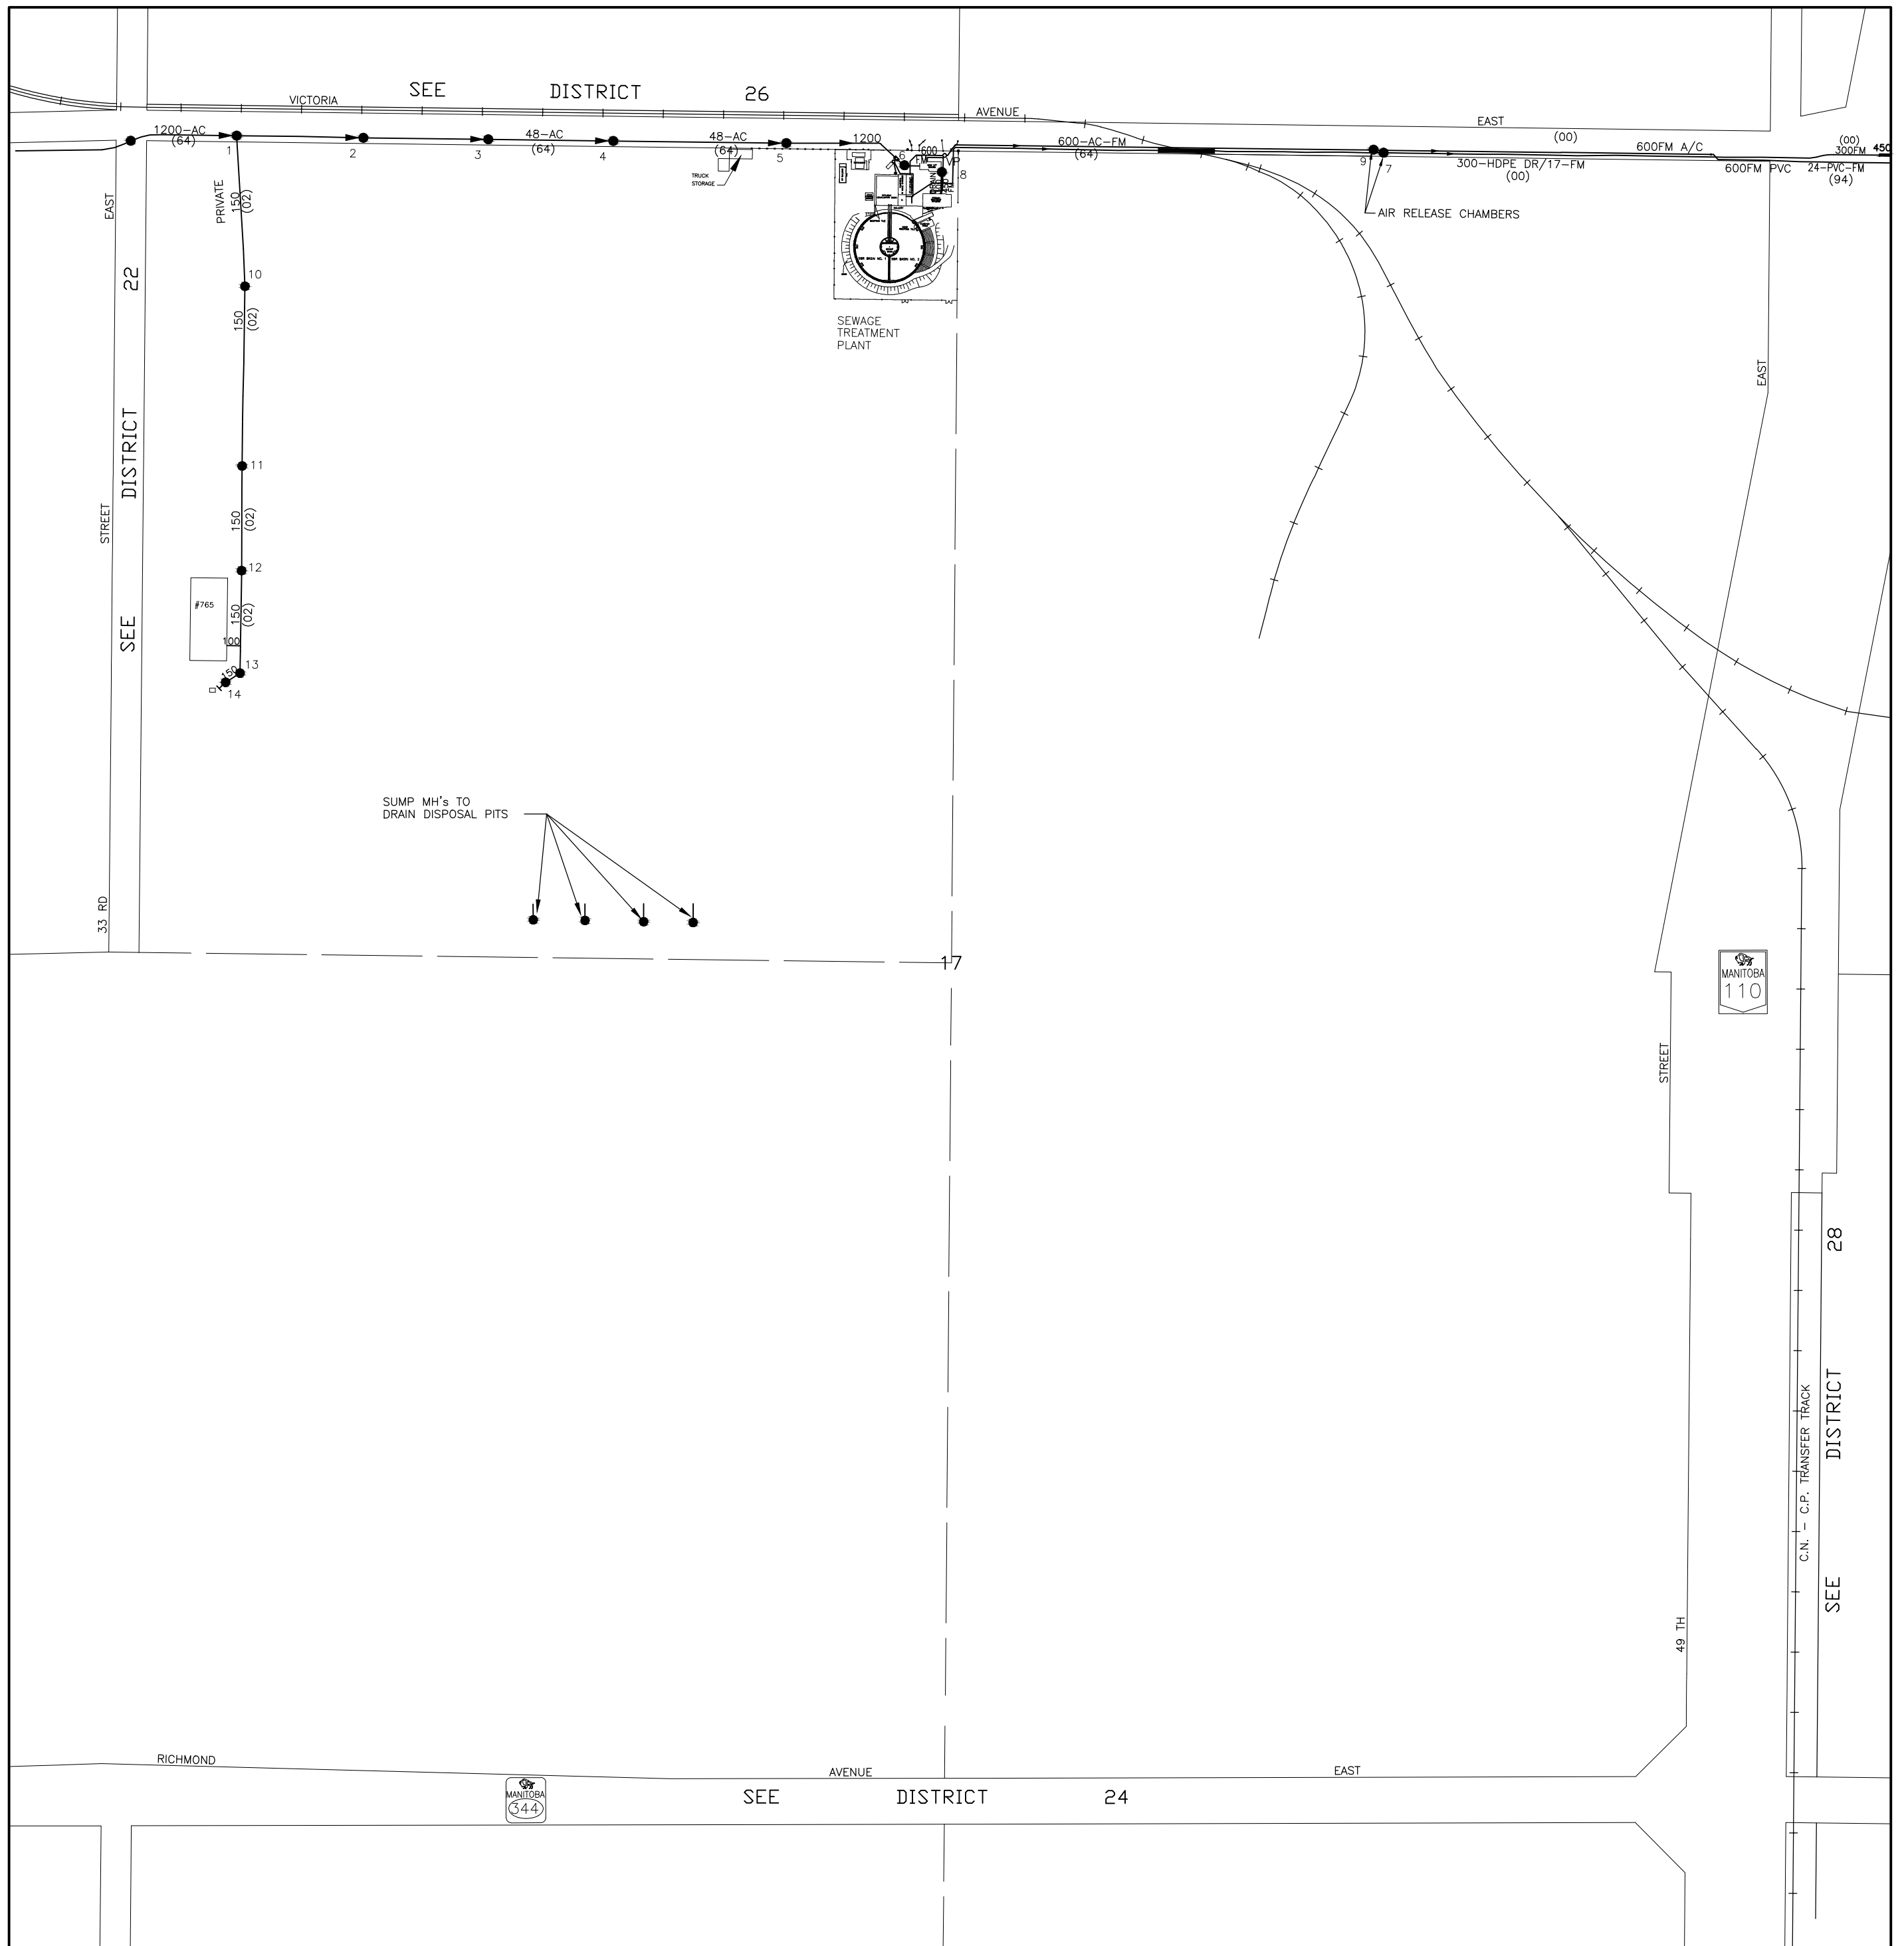 SEE DISTRICT 26
VICTORIA
AVENUE
EAST
1200-AC
(64)
48-AC
(64)
48-AC
(64)
1200
600
FM
VP
600-AC-FM
(64)
(00)
600FM A/C
(00)
300FM
450
300-HDPE DR/17-FM
(00)
600FM PVC
24-PVC-FM
(94)
1
2
3
4
5
6
8
9
7
TRUCK
STORAGE
AIR RELEASE CHAMBERS
EAST
PRIVATE
150
(02)
10
SEWAGE
TREATMENT
PLANT
150
(02)
SEE DISTRICT 22
EAST
11
STREET
150
(02)
12
#765
150
(02)
100
13
150
14
SUMP MH's TO
DRAIN DISPOSAL PITS
33 RD
17
MANITOBA
110
STREET
SEE DISTRICT 28
C.N. - C.P. TRANSFER TRACK
49 TH
RICHMOND
AVENUE
EAST
MANITOBA
344
SEE DISTRICT 24